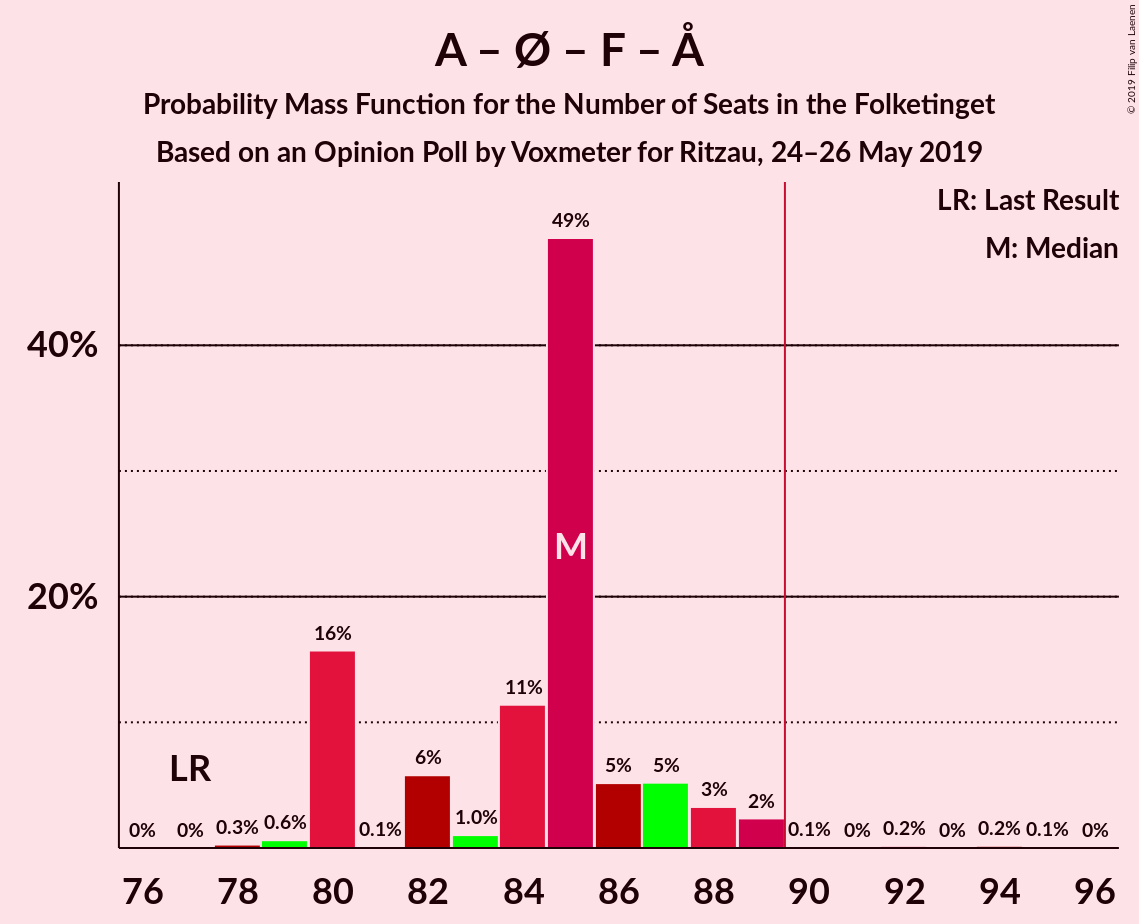 A – Ø – F – Å
Probability Mass Function for the Number of Seats in the Folketinget
Based on an Opinion Poll by Voxmeter for Ritzau, 24–26 May 2019
© 2019 Filip van Laenen
LR: Last Result
M: Median
40%
20%
LR
M
0%
0%
0.3%
0.6%
16%
0.1%
6%
1.0%
11%
49%
5%
5%
3%
2%
0.1%
0%
0.2%
0%
0.2%
0.1%
0%
76 78 80 82 84 86 88 90 92 94 96